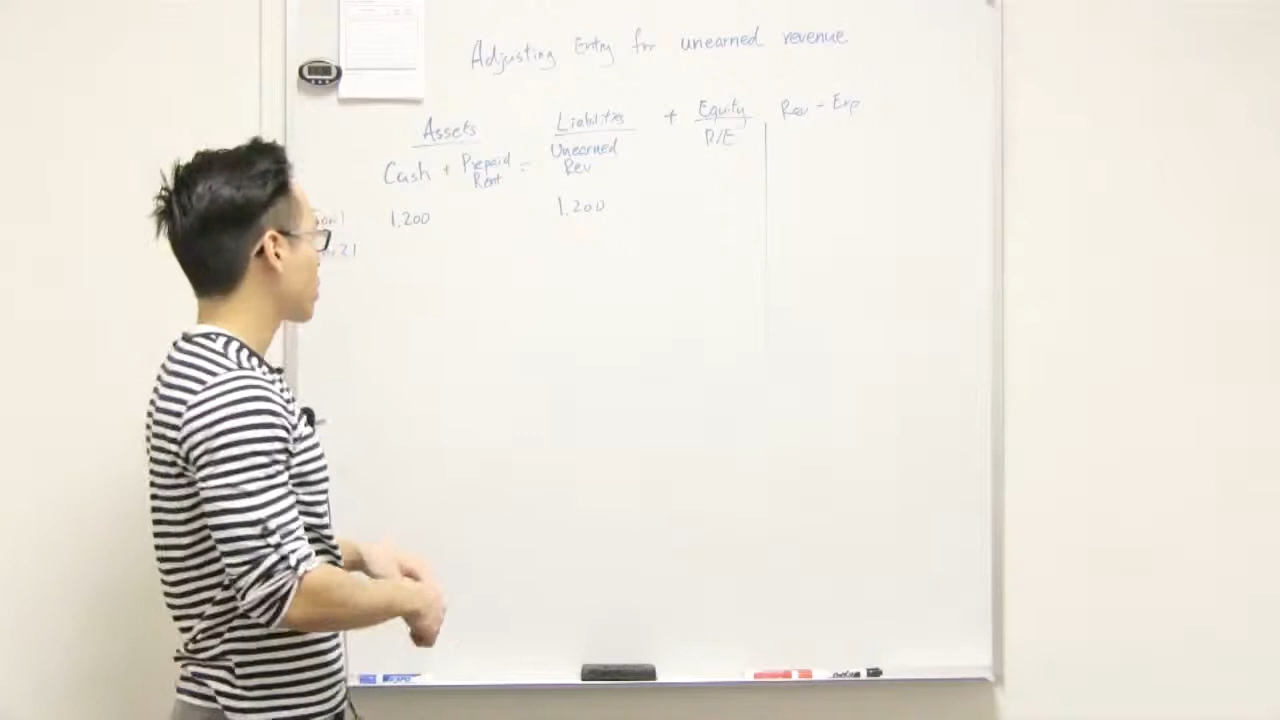 Adjusting Entry for unearned revenue
Assets Liabilities + Equity Rev - Exp
Cash + Prepaid Rent = Unearned Rev R/E
1,200 1,200
EXPO